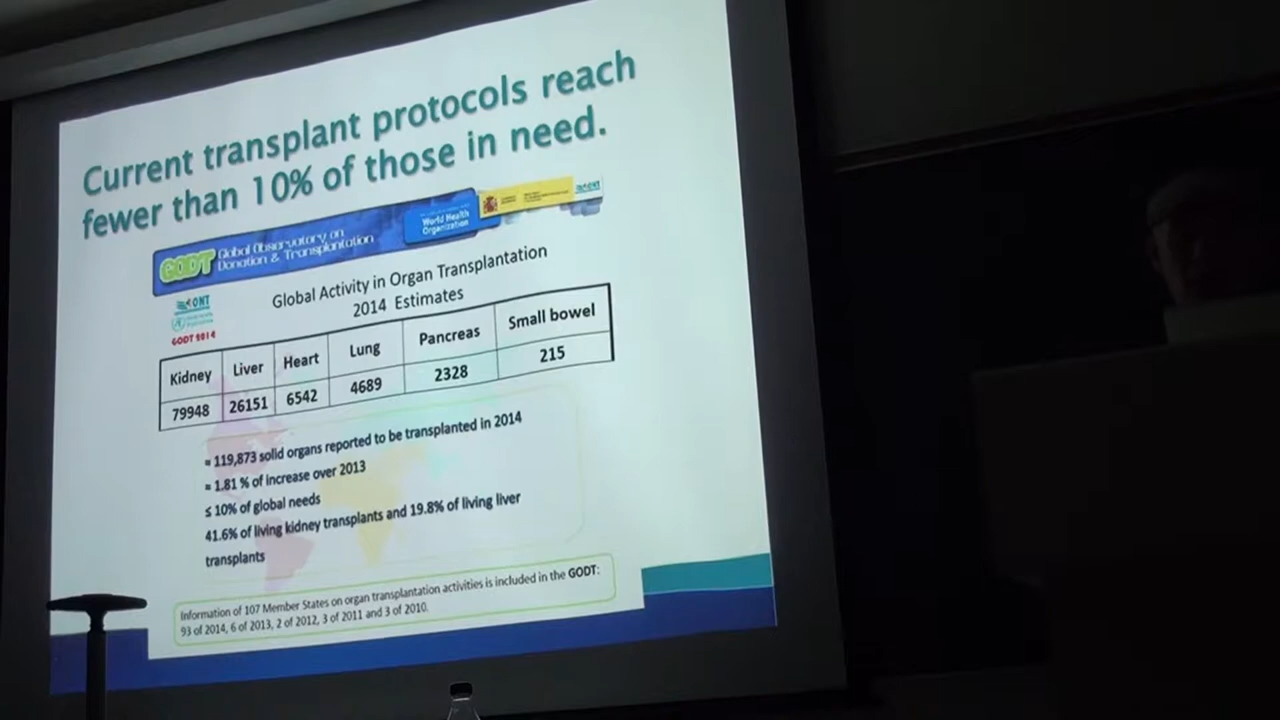 Current transplant protocols reach
fewer than 10% of those in need.
GODT Global Observatory on
Donation & Transplantation
World Health
Organization
ONT
GODT 2014
Global Activity in Organ Transplantation
2014 Estimates
Kidney Liver Heart Lung Pancreas Small bowel
79948 26151 6542 4689 2328 215
≈ 119,873 solid organs reported to be transplanted in 2014
≈ 1.81 % of increase over 2013
≤ 10% of global needs
41.6% of living kidney transplants and 19.8% of living liver
transplants
Information of 107 Member States on organ transplantation activities is included in the GODT:
93 of 2014, 6 of 2013, 2 of 2012, 3 of 2011 and 3 of 2010.